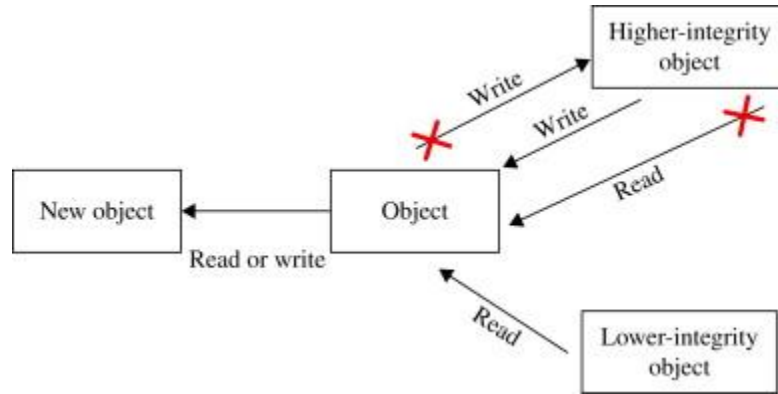 Higher-integrity
object
Write
Write
Read
New object
Object
Read or write
Read
Lower-integrity
object